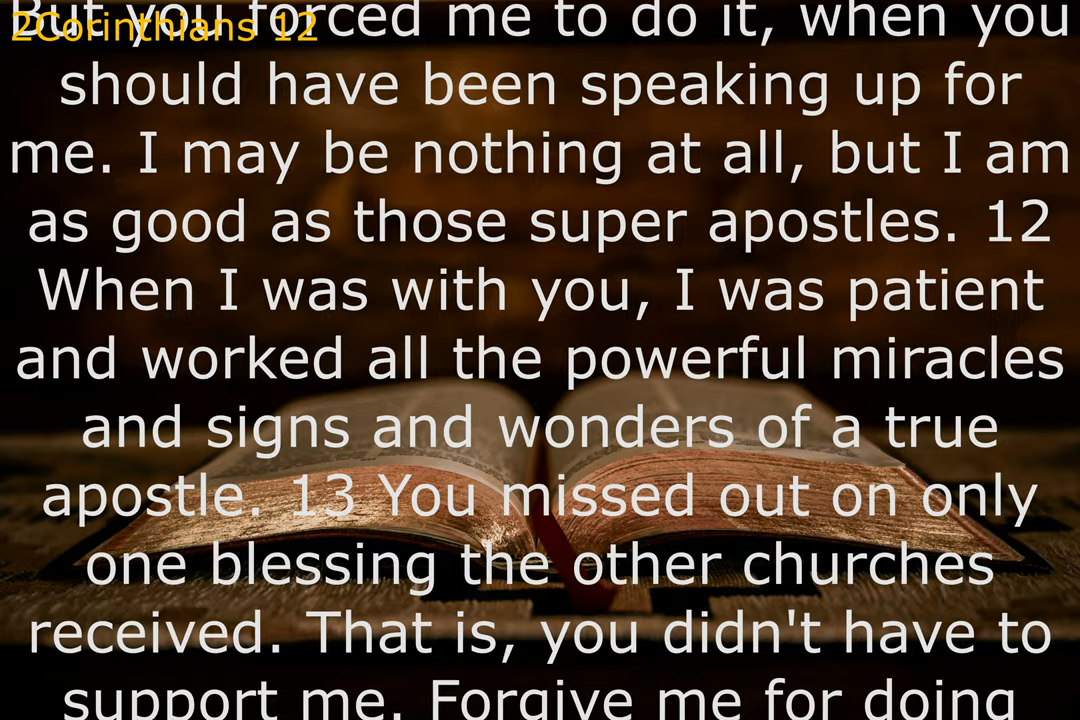 2Corinthians 12
But you forced me to do it, when you
should have been speaking up for
me. I may be nothing at all, but I am
as good as those super apostles. 12
When I was with you, I was patient
and worked all the powerful miracles
and signs and wonders of a true
apostle. 13 You missed out on only
one blessing the other churches
received. That is, you didn't have to
support me. Forgive me for doing